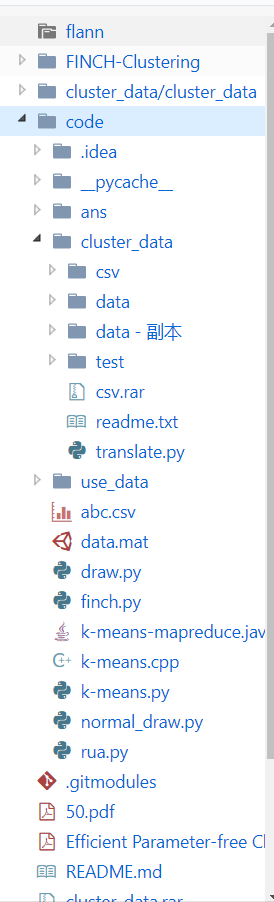 flann
FINCH-Clustering
cluster_data/cluster_data
code
.idea
__pycache__
ans
cluster_data
csv
data
data - 副本
test
csv.rar
readme.txt
translate.py
use_data
abc.csv
data.mat
draw.py
finch.py
k-means-mapreduce.jav
k-means.cpp
k-means.py
normal_draw.py
rua.py
.gitmodules
50.pdf
Efficient Parameter-free Cl
README.md
cluster-data.rar